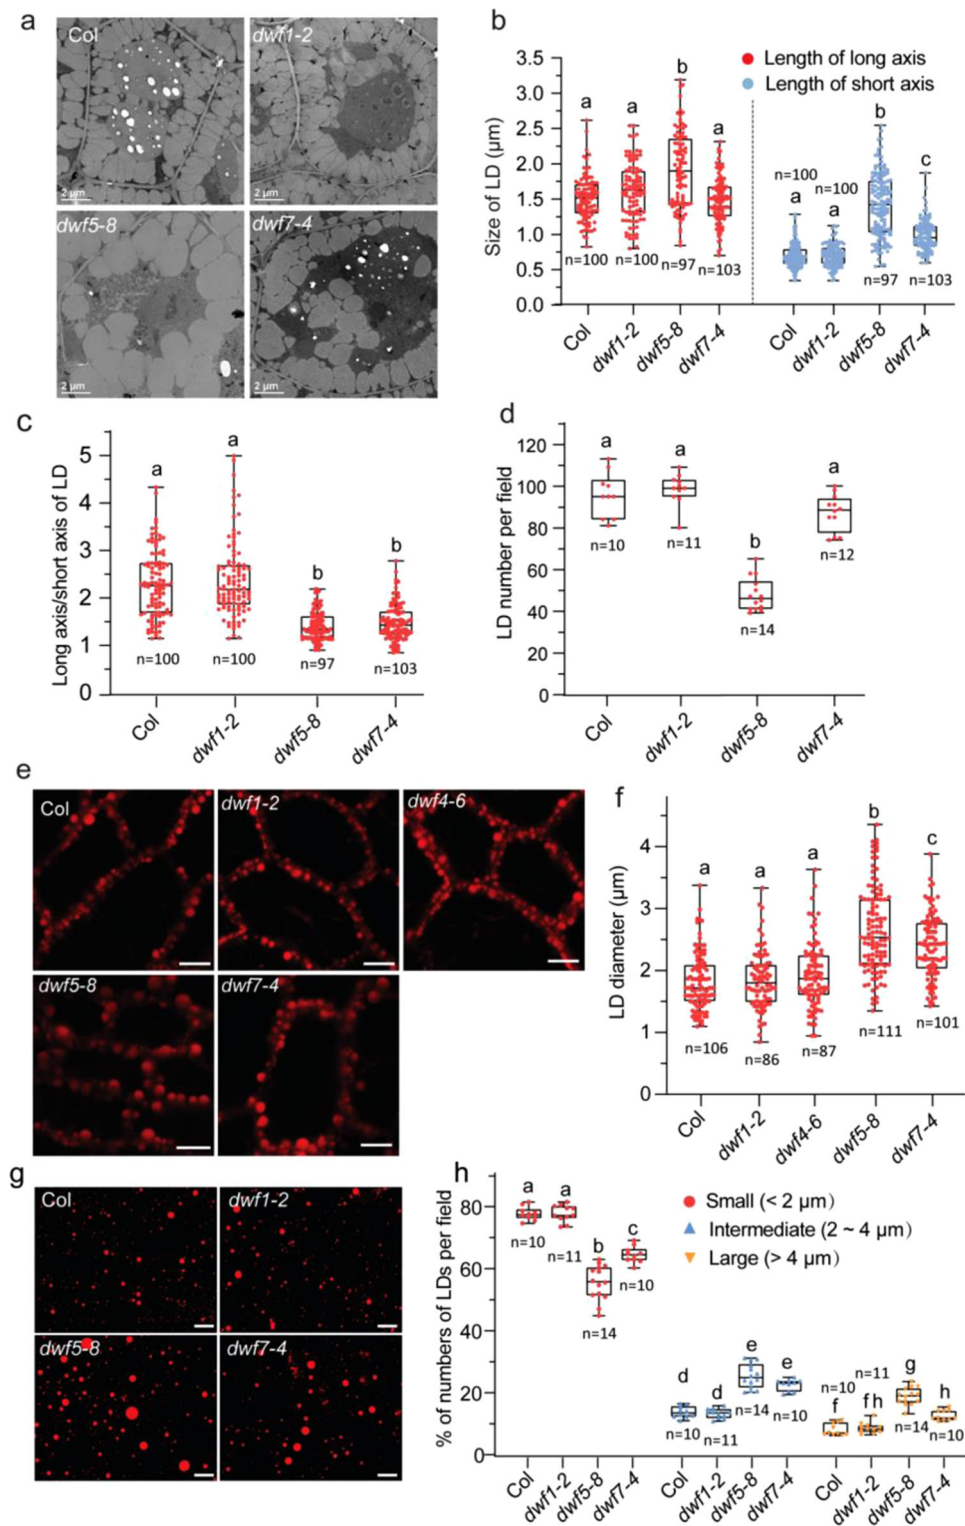 a
Col
dwf1-2
2 µm
2 µm
dwf5-8
dwf7-4
2 µm
2 µm
b
Length of long axis
Length of short axis
Size of LD (µm)
3.5
3.0
2.5
2.0
1.5
1.0
0.5
0.0
a
a
b
a
n=100
n=100
n=97
n=103
n=100
a
n=100
a
b
c
n=97
n=103
Col
dwf1-2
dwf5-8
dwf7-4
Col
dwf1-2
dwf5-8
dwf7-4
c
Long axis/short axis of LD
5
4
3
2
1
0
a
a
b
b
n=100
n=100
n=97
n=103
Col
dwf1-2
dwf5-8
dwf7-4
d
LD number per field
120
100
80
60
40
20
0
a
a
b
a
n=10
n=11
n=14
n=12
Col
dwf1-2
dwf5-8
dwf7-4
e
Col
dwf1-2
dwf4-6
dwf5-8
dwf7-4
f
LD diameter (µm)
4
3
2
1
0
a
a
a
b
c
n=106
n=86
n=87
n=111
n=101
Col
dwf1-2
dwf4-6
dwf5-8
dwf7-4
g
Col
dwf1-2
dwf5-8
dwf7-4
h
Small (< 2 µm)
Intermediate (2 ~ 4 µm)
Large (> 4 µm)
% of numbers of LDs per field
80
60
40
20
0
a
a
b
c
n=10
n=11
n=14
n=10
d
d
e
e
n=10
n=11
n=14
n=10
n=10
n=11
f
fh
g
h
n=14
n=10
Col
dwf1-2
dwf5-8
dwf7-4
Col
dwf1-2
dwf5-8
dwf7-4
Col
dwf1-2
dwf5-8
dwf7-4